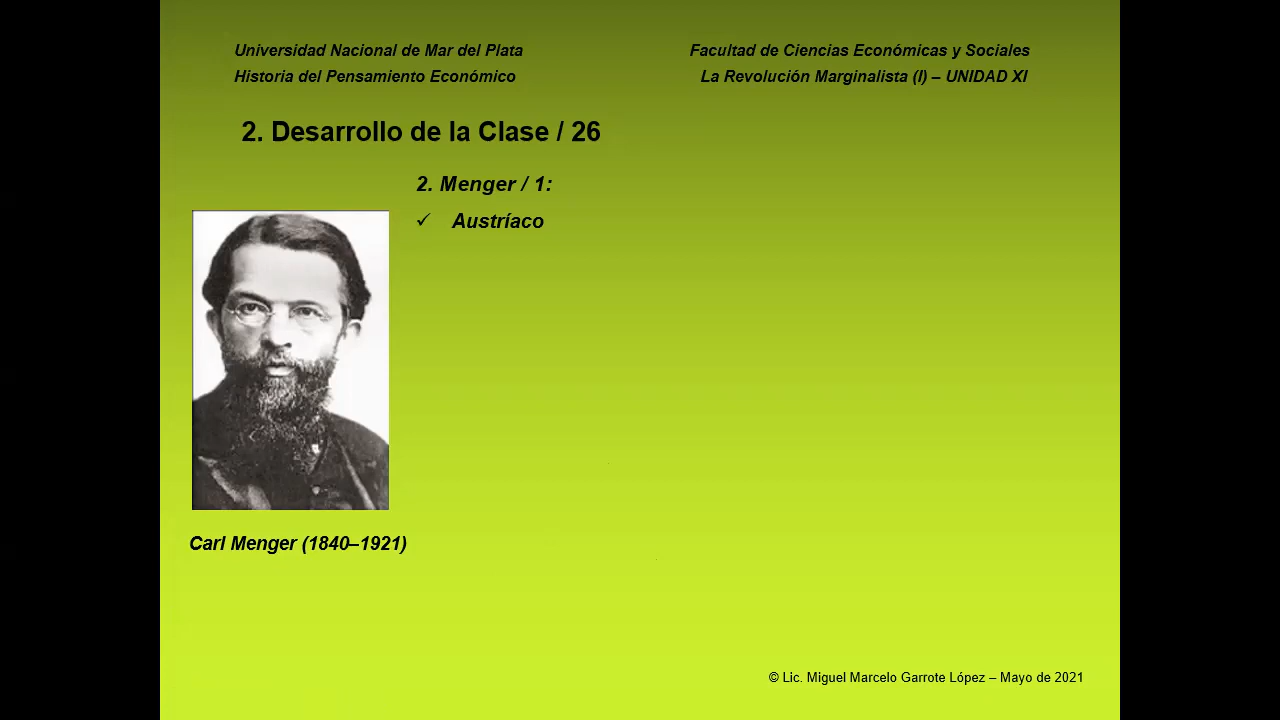 Universidad Nacional de Mar del Plata
Facultad de Ciencias Económicas y Sociales
Historia del Pensamiento Económico
La Revolución Marginalista (I) – UNIDAD XI
2. Desarrollo de la Clase / 26
2. Menger / 1:
✓ Austríaco
Carl Menger (1840–1921)
© Lic. Miguel Marcelo Garrote López – Mayo de 2021